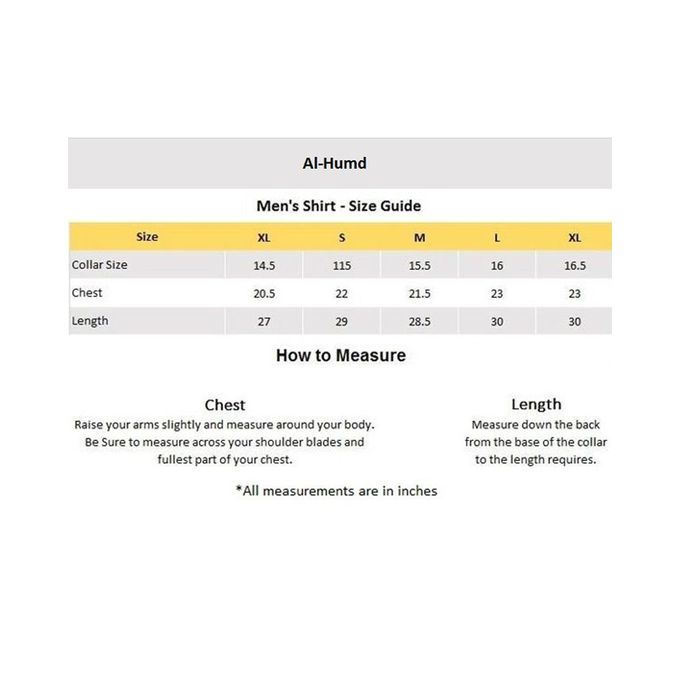 Al-Humd
Men's Shirt - Size Guide
Size XL S M L XL
Collar Size 14.5 115 15.5 16 16.5
Chest 20.5 22 21.5 23 23
Length 27 29 28.5 30 30
How to Measure
Chest
Raise your arms slightly and measure around your body.
Be Sure to measure across your shoulder blades and
fullest part of your chest.
Length
Measure down the back
from the base of the collar
to the length requires.
*All measurements are in inches